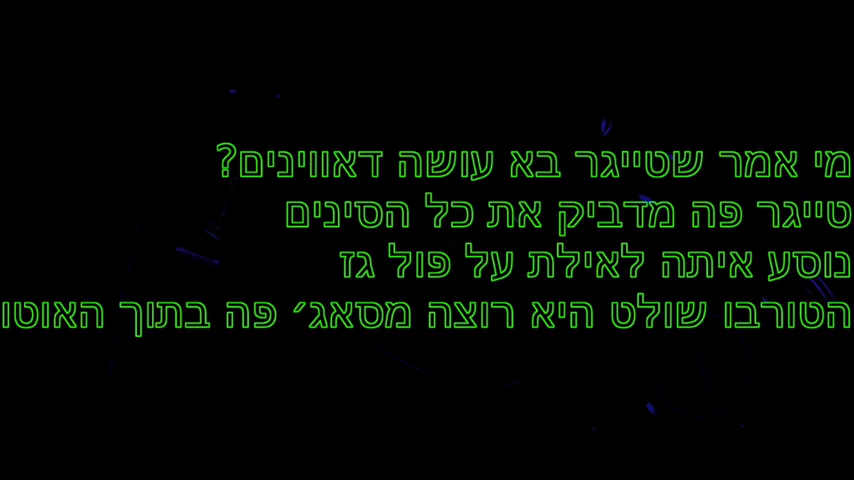 מי אמר שטייגר בא עושה דאווינים?
טייגר פה מדביק את כל הסינים
נוסע איתה לאילת על פול גז
הטורבו שולט היא רוצה מסאג׳ פה בתוך האוטו